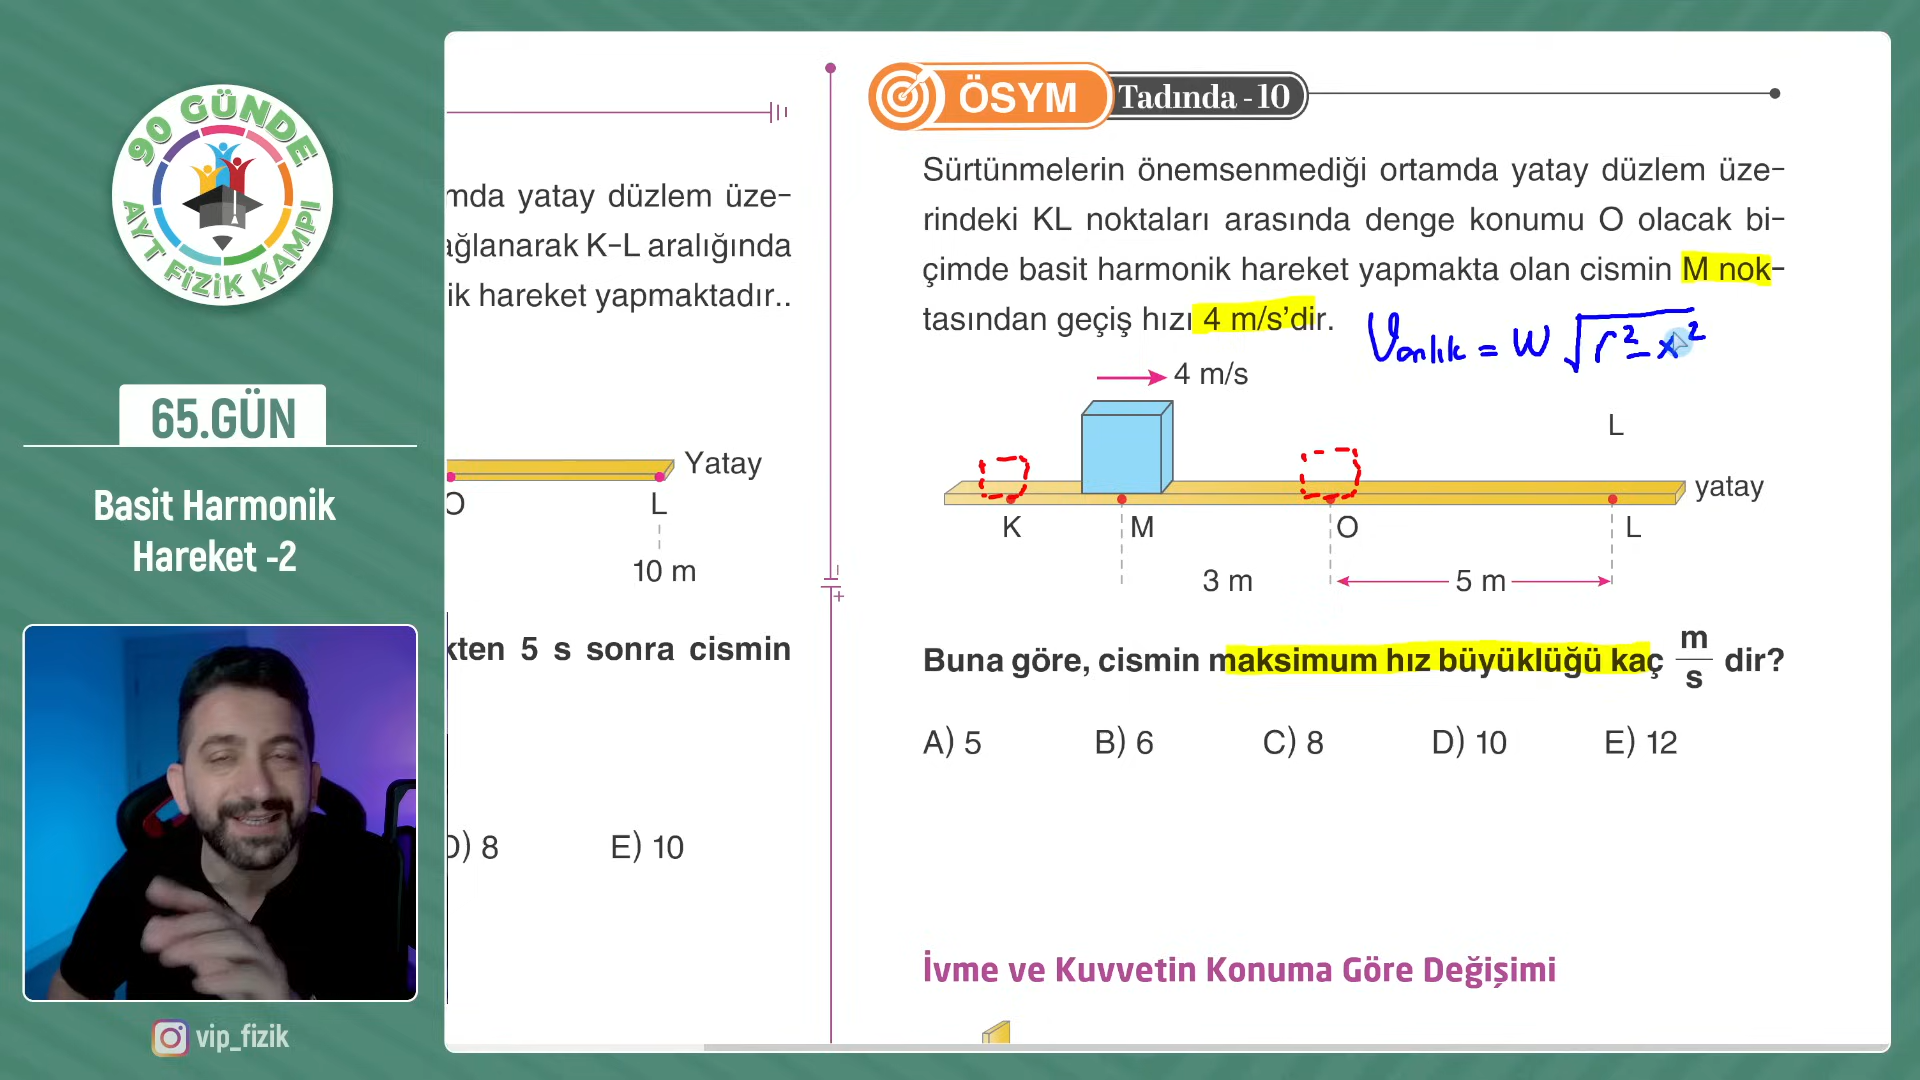 90 GÜNDE
AYT FİZİK KAMPI
65.GÜN
Basit Harmonik
Hareket -2
vip_fizik
mda yatay düzlem üze-
ağlanarak K-L aralığında
ik hareket yapmaktadır..
Yatay
O L
10 m
kten 5 s sonra cismin
D) 8 E) 10
ÖSYM Tadında - 10
Sürtünmelerin önemsenmediği ortamda yatay düzlem üze-
rindeki KL noktaları arasında denge konumu O olacak bi-
çimde basit harmonik hareket yapmakta olan cismin M nok-
tasından geçiş hızı 4 m/s'dir.
Vanlık = W √r² - x²
4 m/s
L
yatay
K M O L
3 m 5 m
Buna göre, cismin maksimum hız büyüklüğü kaç m/s dir?
A) 5 B) 6 C) 8 D) 10 E) 12
İvme ve Kuvvetin Konuma Göre Değişimi